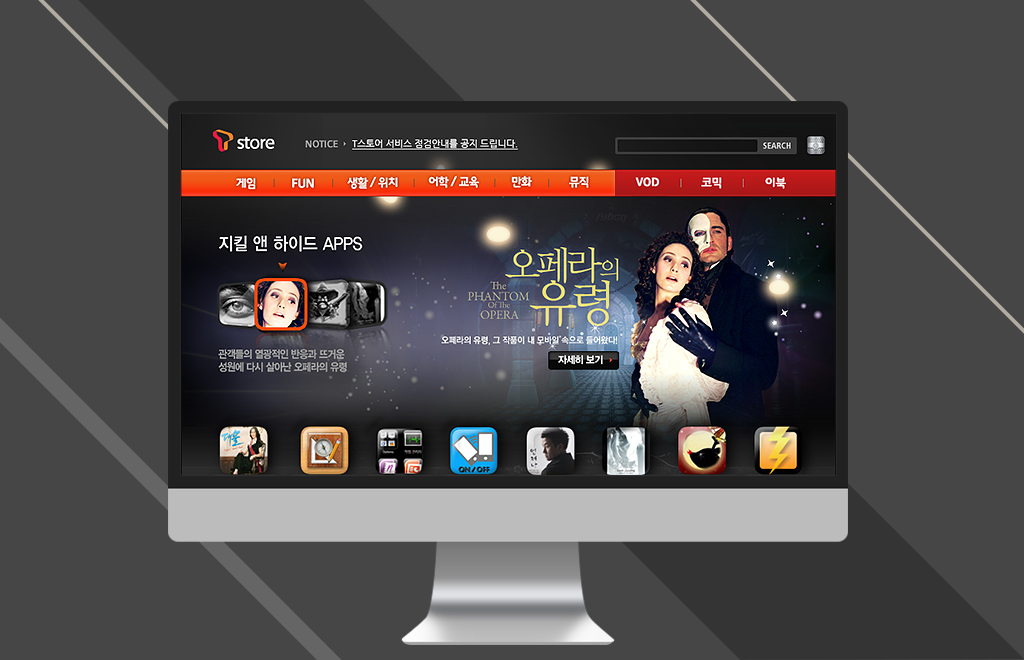 T store
NOTICE
T스토어 서비스 점검안내를 공지 드립니다.
SEARCH
게임
FUN
생활 / 위치
어학 / 교육
만화
뮤직
VOD
코믹
이북
지킬 앤 하이드 APPS
관객들의 열광적인 반응과 뜨거운
성원에 다시 살아난 오페라의 유령
오페라의
유령
The
PHANTOM
Of The
OPERA
오페라의 유령, 그 작품이 내 모바일 속으로 들어왔다!
자세히 보기
ON / OFF